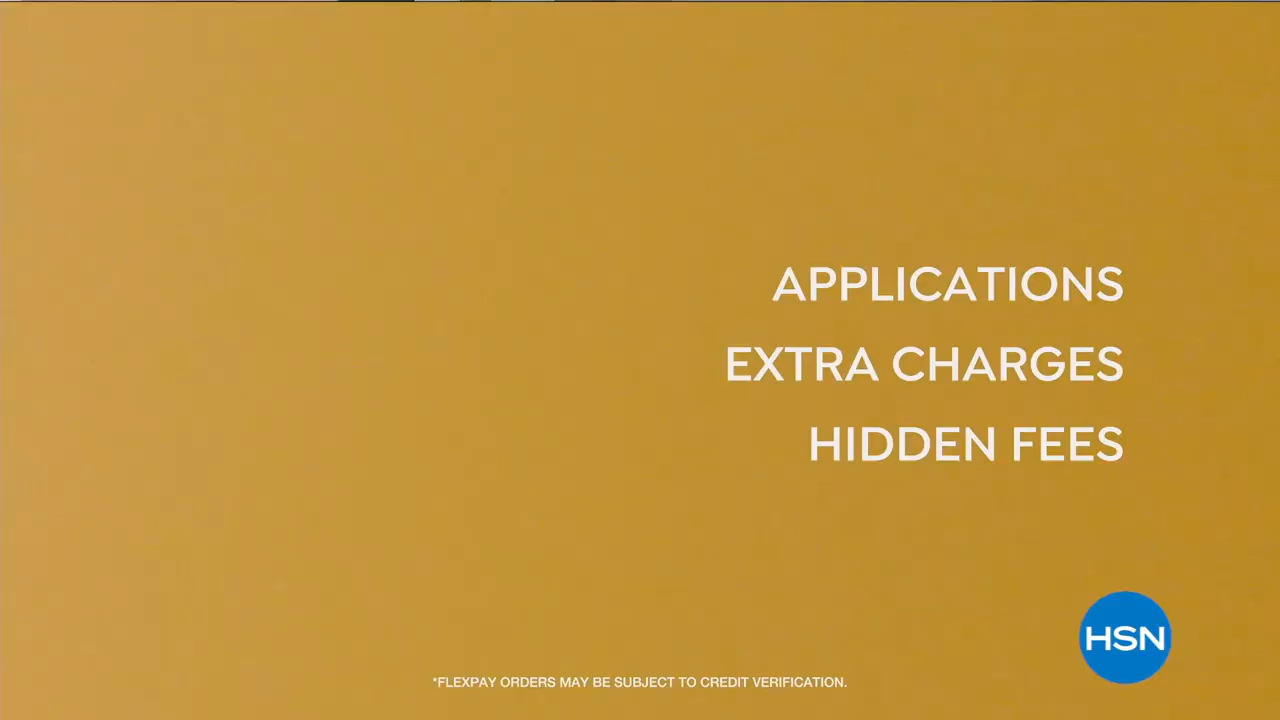 APPLICATIONS
EXTRA CHARGES
HIDDEN FEES
HSN
*FLEXPAY ORDERS MAY BE SUBJECT TO CREDIT VERIFICATION.